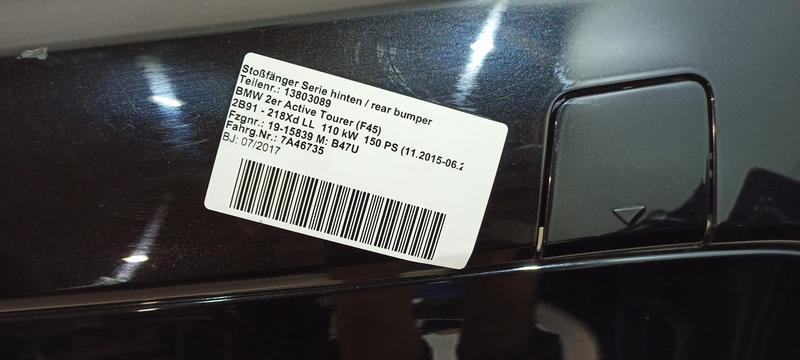 Stoßfänger Serie hinten / rear bumper
Teilenr.: 13803089
BMW 2er Active Tourer (F45)
2B91 - 218Xd LL 110 kW 150 PS (11.2015-06.2
Fzgnr.: 19-15839 M: B47U
Fahrg.Nr.: 7A46735
BJ: 07/2017